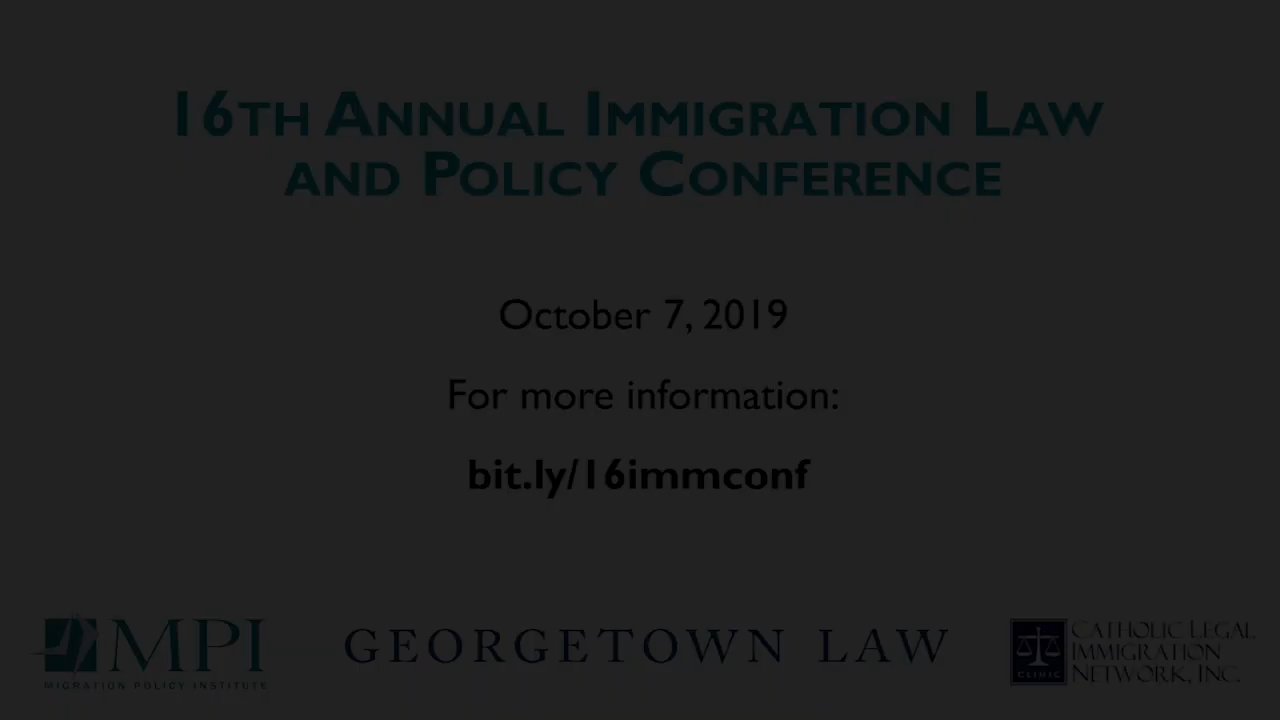 16th Annual Immigration Law
and Policy Conference
October 7, 2019
For more information:
bit.ly/16immconf
MPI
MIGRATION POLICY INSTITUTE
GEORGETOWN LAW
CLINIC
CATHOLIC LEGAL
IMMIGRATION
NETWORK, INC.